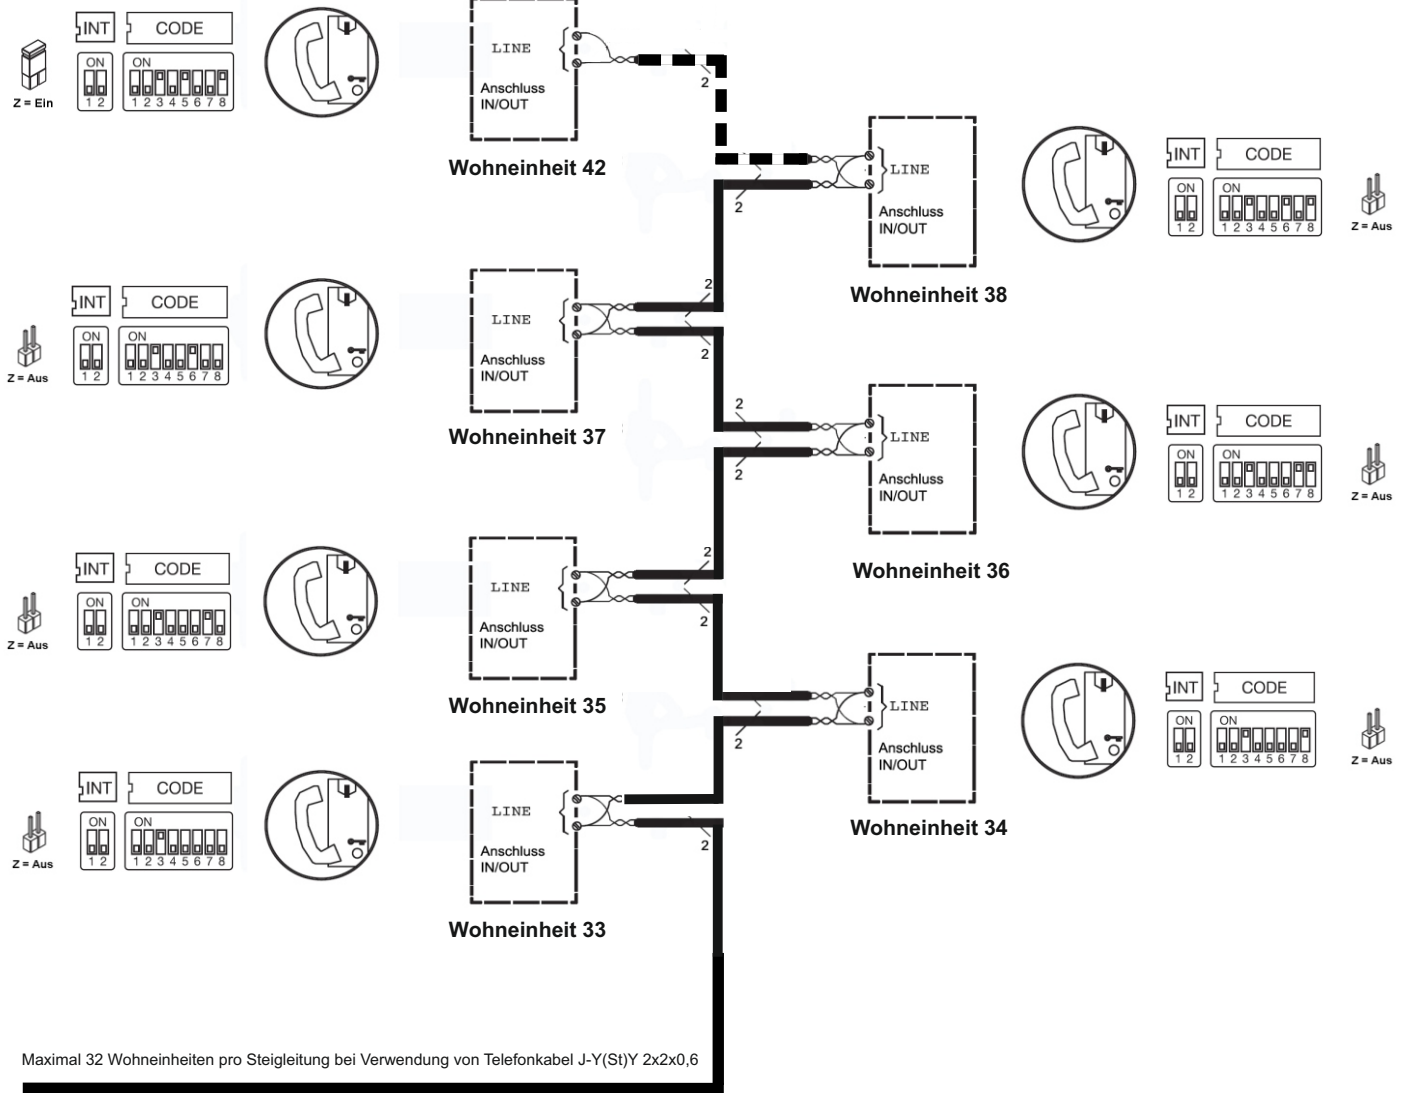 INT CODE
ON ON
1 2 1 2 3 4 5 6 7 8
Z = Ein
LINE
Anschluss
IN/OUT
2
Wohneinheit 42
LINE
Anschluss
IN/OUT
2
Wohneinheit 38
INT CODE
ON ON
1 2 1 2 3 4 5 6 7 8
Z = Aus
INT CODE
ON ON
1 2 1 2 3 4 5 6 7 8
Z = Aus
LINE
Anschluss
IN/OUT
2
2
Wohneinheit 37
2
LINE
Anschluss
IN/OUT
2
Wohneinheit 36
INT CODE
ON ON
1 2 1 2 3 4 5 6 7 8
Z = Aus
INT CODE
ON ON
1 2 1 2 3 4 5 6 7 8
Z = Aus
LINE
Anschluss
IN/OUT
2
2
Wohneinheit 35
LINE
Anschluss
IN/OUT
2
Wohneinheit 34
INT CODE
ON ON
1 2 1 2 3 4 5 6 7 8
Z = Aus
INT CODE
ON ON
1 2 1 2 3 4 5 6 7 8
Z = Aus
LINE
Anschluss
IN/OUT
2
Wohneinheit 33
Maximal 32 Wohneinheiten pro Steigleitung bei Verwendung von Telefonkabel J-Y(St)Y 2x2x0,6